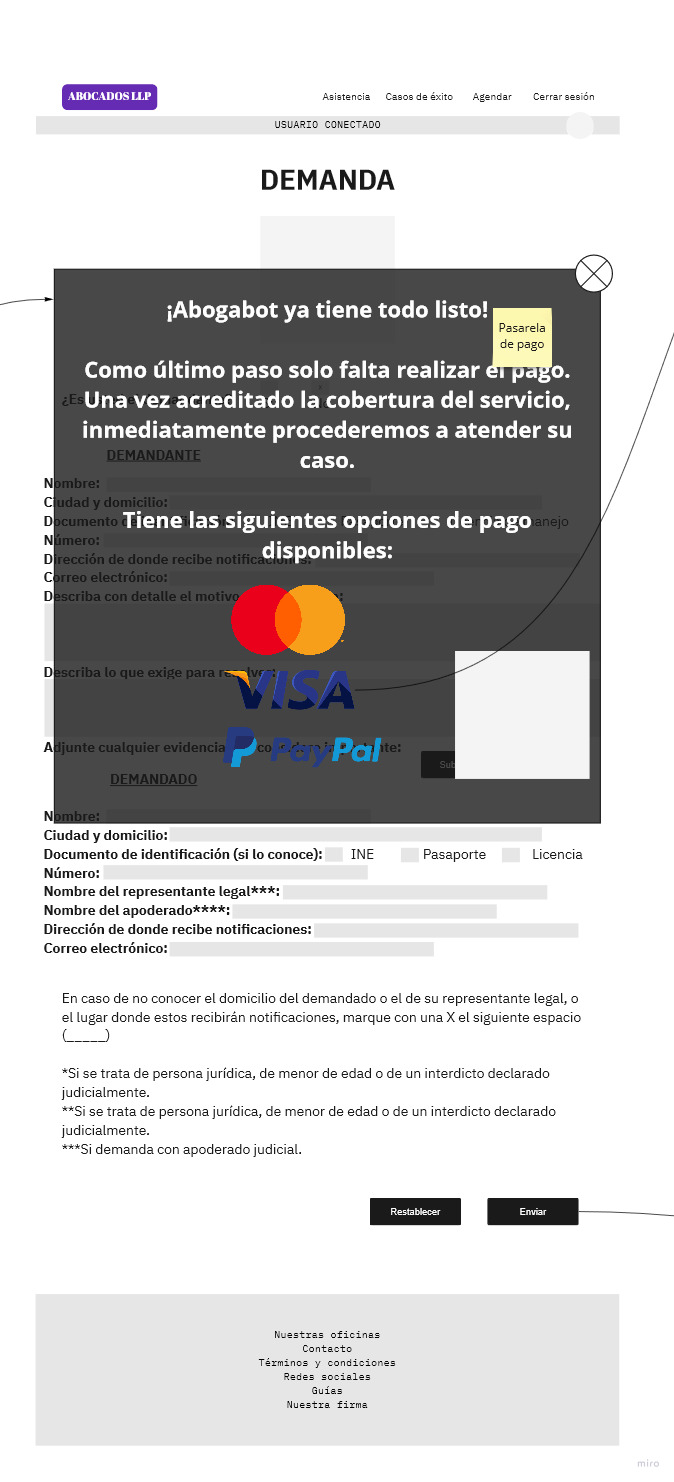 ABOCADOS LLP
Asistencia Casos de éxito Agendar Cerrar sesión
USUARIO CONECTADO
DEMANDA
¡Abogabot ya tiene todo listo!
Pasarela
de pago
Como último paso solo falta realizar el pago.
Una vez acreditado la cobertura del servicio,
inmediatamente procederemos a atender su
caso.
DEMANDANTE
Nombre:
Ciudad y domicilio:
Tiene las siguientes opciones de pago
disponibles:
Documento
Número:
Dirección de donde recibe notificaciones:
Correo electrónico:
Describa con detalle el motivo
VISA
Describa lo que exige para resolver:
PayPal
Adjunte cualquier evidencia
DEMANDADO
Nombre:
Ciudad y domicilio:
Documento de identificación (si lo conoce): INE Pasaporte Licencia
Número:
Nombre del representante legal***:
Nombre del apoderado****:
Dirección de donde recibe notificaciones:
Correo electrónico:
En caso de no conocer el domicilio del demandado o el de su representante legal, o
el lugar donde estos recibirán notificaciones, marque con una X el siguiente espacio
(_____)
*Si se trata de persona jurídica, de menor de edad o de un interdicto declarado
judicialmente.
**Si se trata de persona jurídica, de menor de edad o de un interdicto declarado
judicialmente.
***Si demanda con apoderado judicial.
Restablecer Enviar
Nuestras oficinas
Contacto
Términos y condiciones
Redes sociales
Guías
Nuestra firma
miro